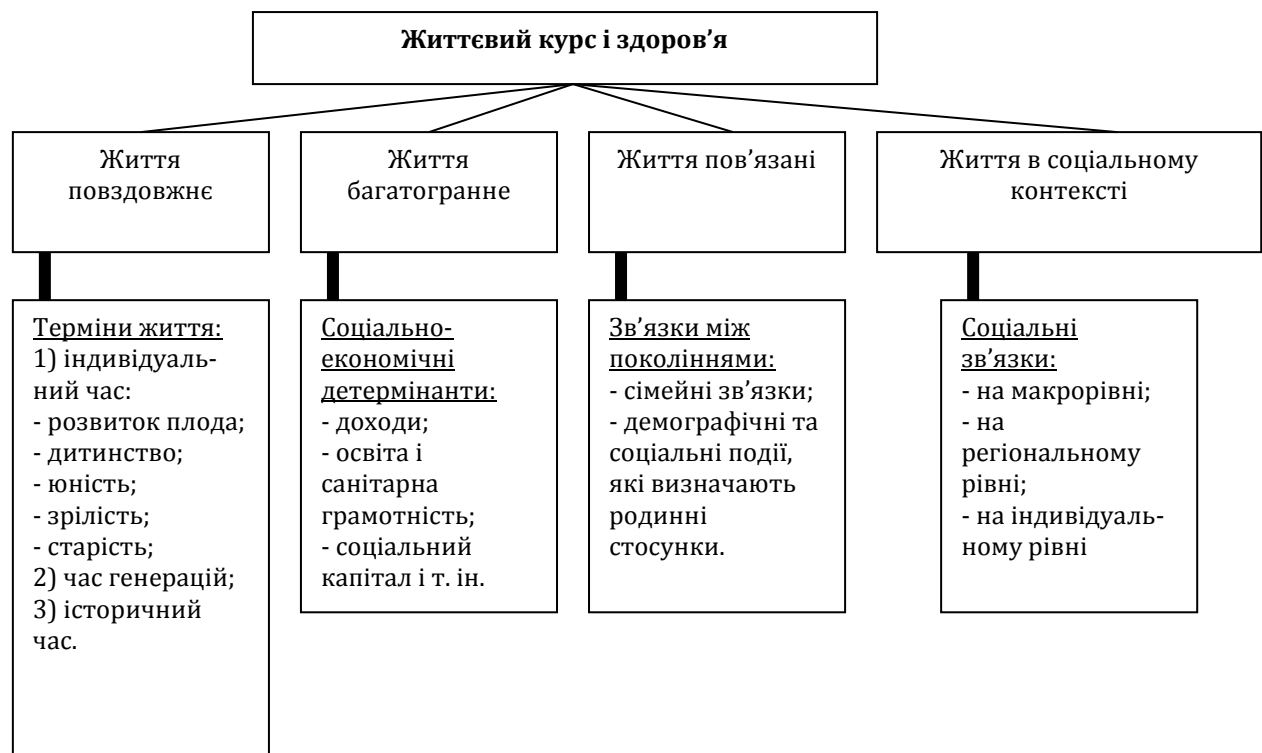 Життєвий курс і здоров’я
Життя
повздовжнє
Життя
багатогранне
Життя пов’язані
Життя в соціальному
контексті
Терміни життя:
1) індивідуаль-
ний час:
- розвиток плода;
- дитинство;
- юність;
- зрілість;
- старість;
2) час генерацій;
3) історичний
час.
Соціально-
економічні
детермінанти:
- доходи;
- освіта і
санітарна
грамотність;
- соціальний
капітал і т. ін.
Зв’язки між
поколіннями:
- сімейні зв’язки;
- демографічні та
соціальні події,
які визначають
родинні
стосунки.
Соціальні
зв’язки:
- на макрорівні;
- на
регіональному
рівні;
- на індивідуаль-
ному рівні